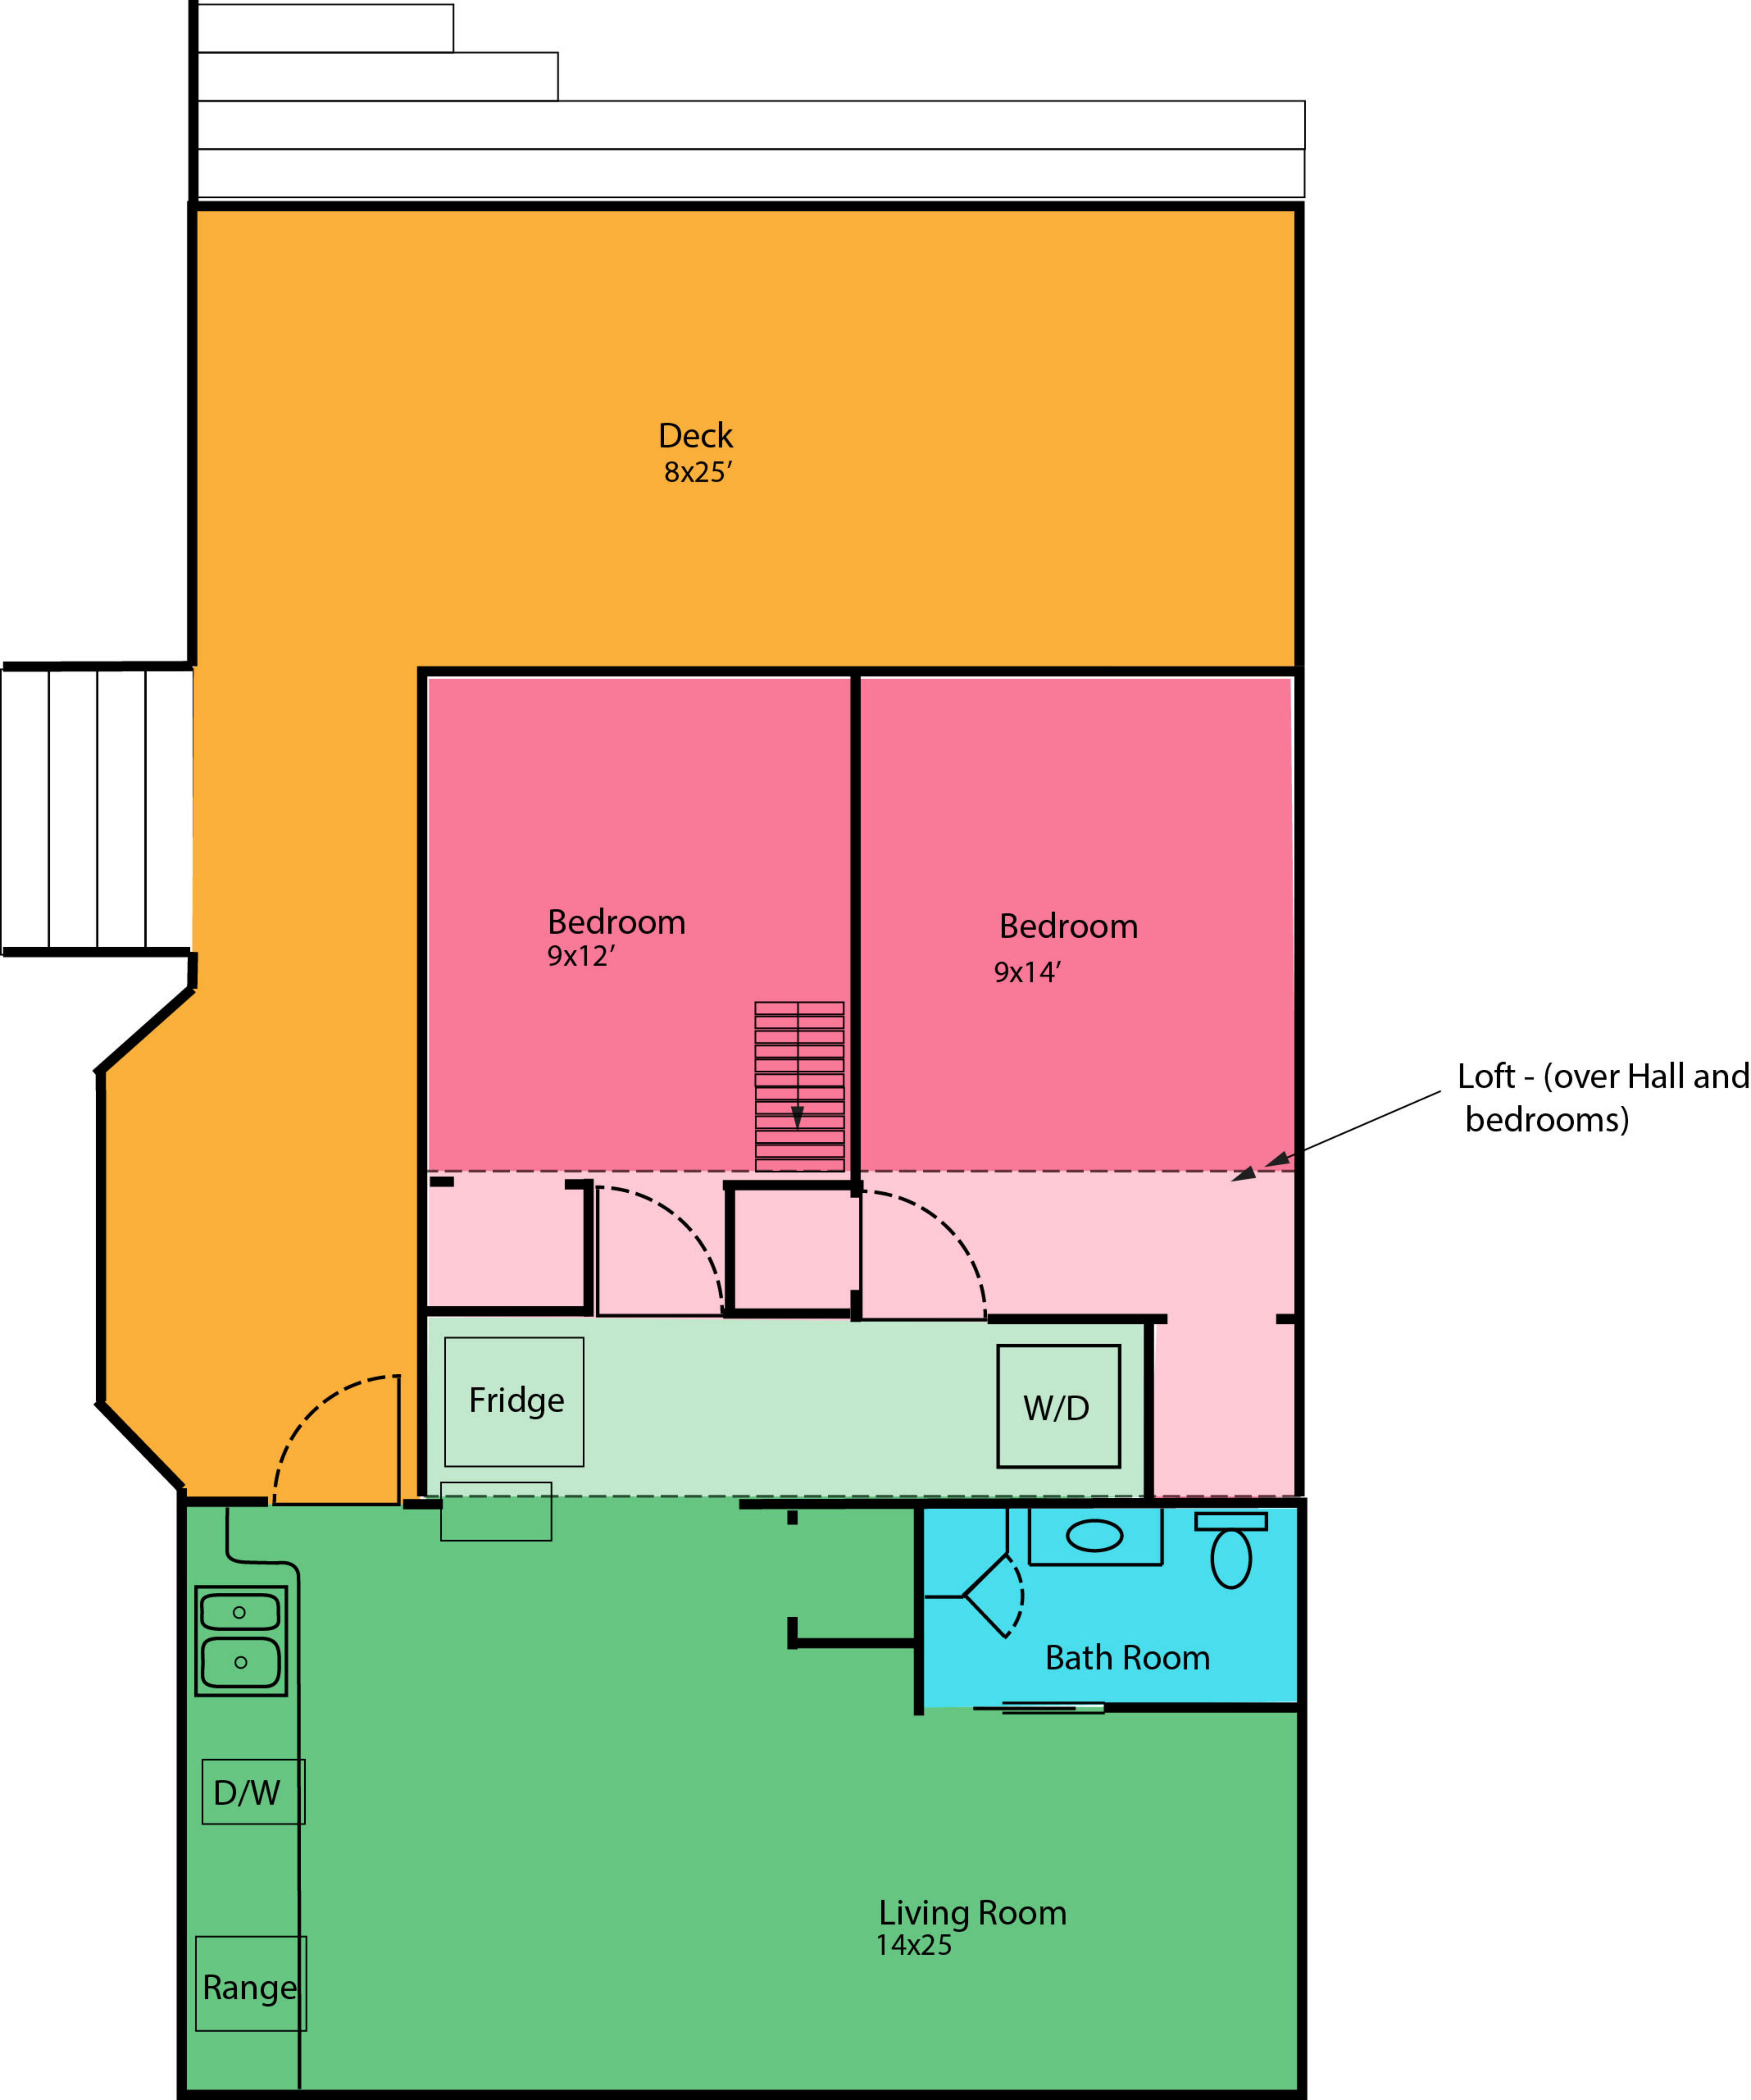 Deck
8x25’
Bedroom
9x12’
Bedroom
9x14’
Loft - (over Hall and
bedrooms)
Fridge
W/D
Bath Room
D/W
Living Room
14x25
Range